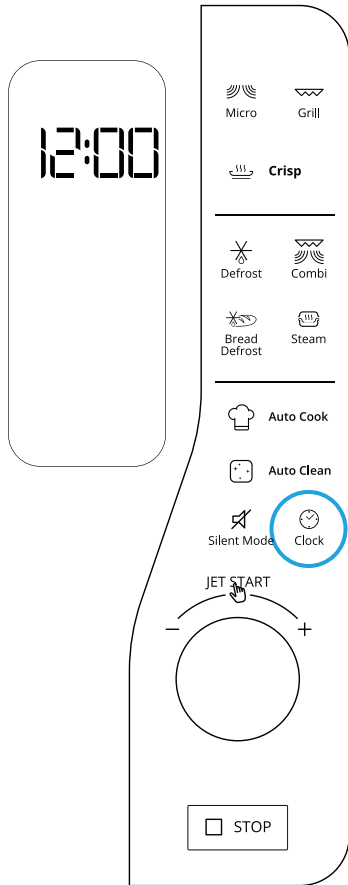 12:00
Micro Grill
Crisp
Defrost Combi
Bread Steam
Defrost
Auto Cook
Auto Clean
Silent Mode Clock
JET START
- +
STOP